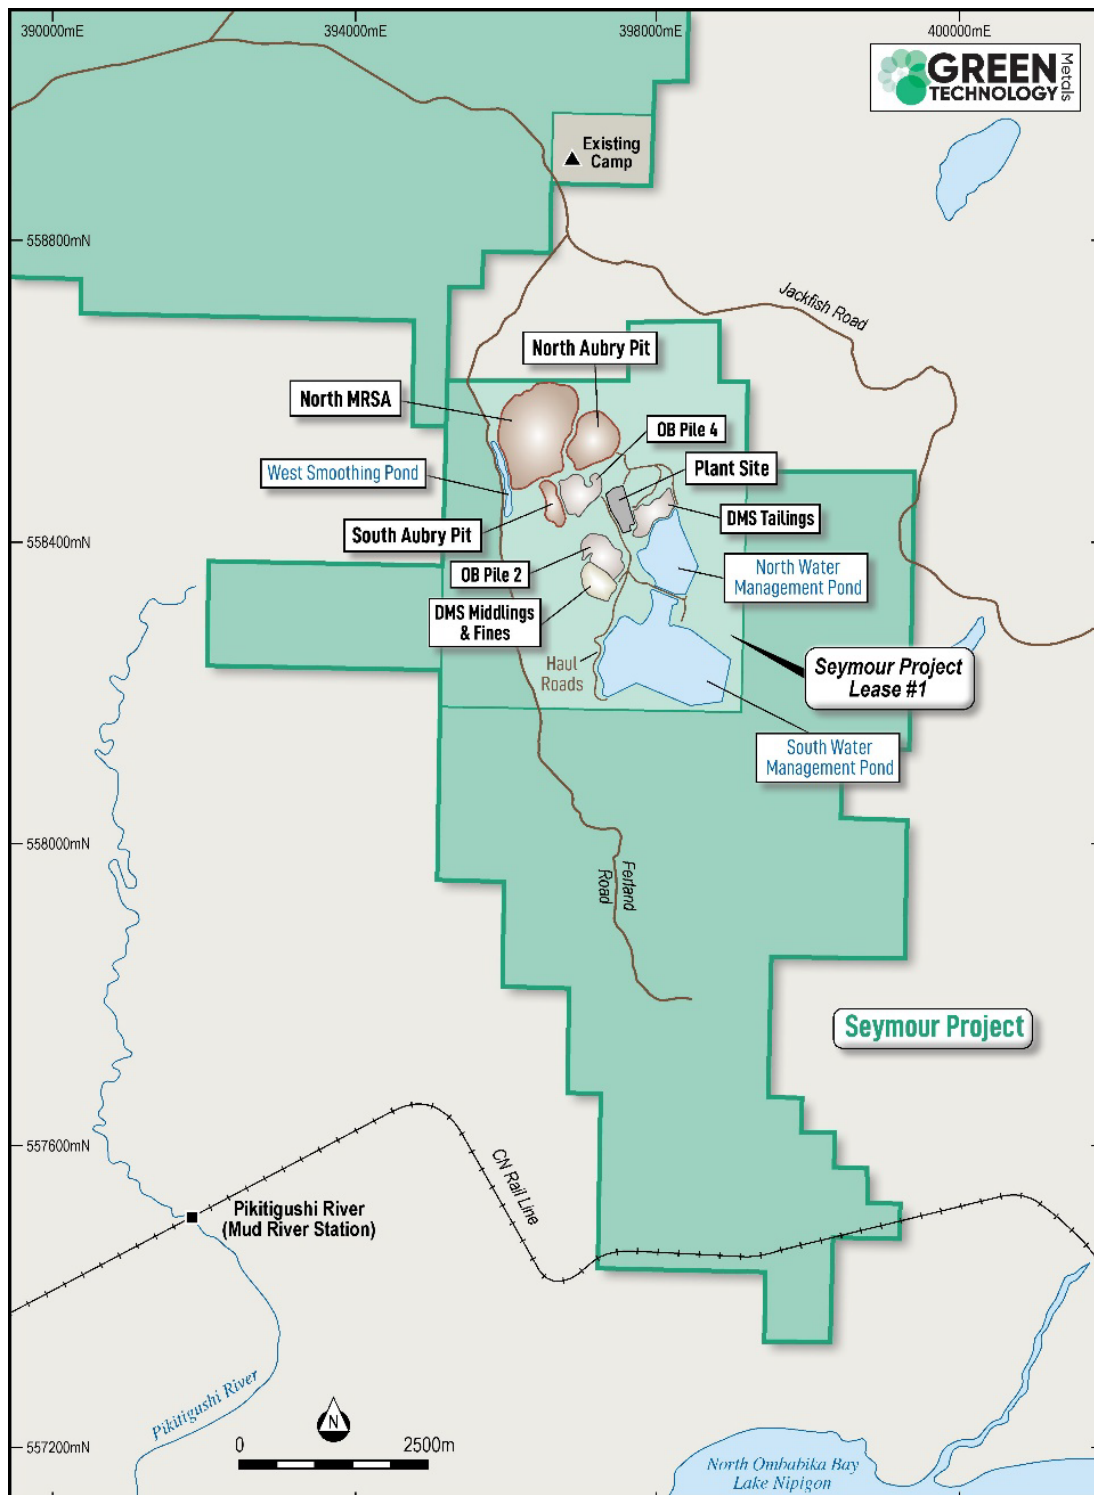 390000mE
394000mE
398000mE
400000mE
GREEN
TECHNOLOGY
Metals
Existing
Camp
558800mN
Jackfish Road
North Aubry Pit
North MRSA
OB Pile 4
West Smoothing Pond
Plant Site
South Aubry Pit
DMS Tailings
558400mN
OB Pile 2
North Water
Management Pond
DMS Middlings
& Fines
Haul
Roads
Seymour Project
Lease #1
South Water
Management Pond
558000mN
Ferland
Road
Seymour Project
557600mN
CN Rail Line
Pikitigushi River
(Mud River Station)
Pikitigushi River
N
0
2500m
557200mN
North Ombabika Bay
Lake Nipigon